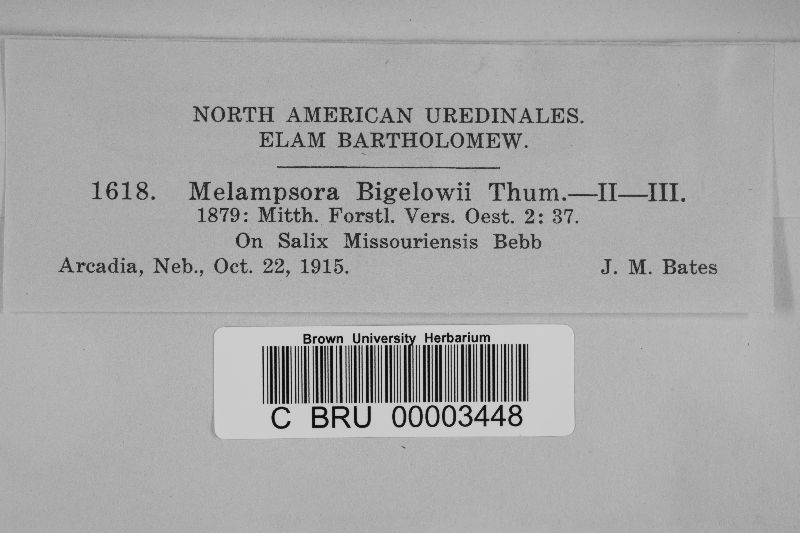 NORTH AMERICAN UREDINALES.
ELAM BARTHOLOMEW.
1618. Melampsora Bigelowii Thum.—II—III.
1879: Mitth. Forstl. Vers. Oest. 2: 37.
On Salix Missouriensis Bebb
Arcadia, Neb., Oct. 22, 1915. J. M. Bates
Brown University Herbarium
C BRU 00003448